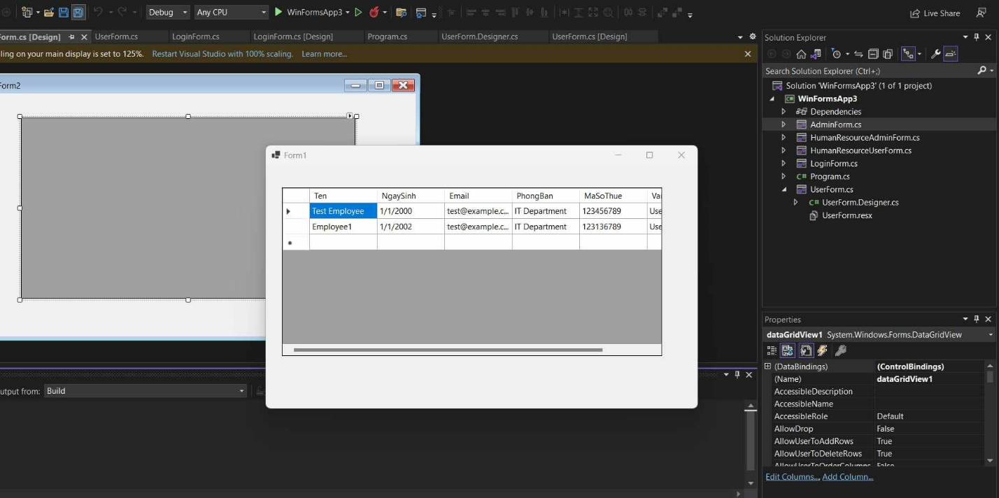 Debug Any CPU WinFormsApp3 Live Share
Form.cs [Design] UserForm.cs LoginForm.cs LoginForm.cs [Design] Program.cs UserForm.Designer.cs UserForm.cs [Design]
ling on your main display is set to 125%. Restart Visual Studio with 100% scaling. Learn more...
Form2
Form1
Ten NgaySinh Email PhongBan MaSoThue Vai
Test Employee 1/1/2000 test@example.c... IT Department 123456789 Use
Employee1 1/1/2002 test@example.c... IT Department 123136789 Use
utput from: Build
Solution Explorer
Search Solution Explorer (Ctrl+;)
Solution 'WinFormsApp3' (1 of 1 project)
C# WinFormsApp3
Dependencies
AdminForm.cs
HumanResourceAdminForm.cs
HumanResourceUserForm.cs
LoginForm.cs
C# Program.cs
UserForm.cs
C# UserForm.Designer.cs
UserForm.resx
Properties
dataGridView1 System.Windows.Forms.DataGridView
(DataBindings) (ControlBindings)
(Name) dataGridView1
AccessibleDescription
AccessibleName
AccessibleRole Default
AllowDrop False
AllowUserToAddRows True
AllowUserToDeleteRows True
AllowUserToOrderColumns False
Edit Columns..., Add Column...